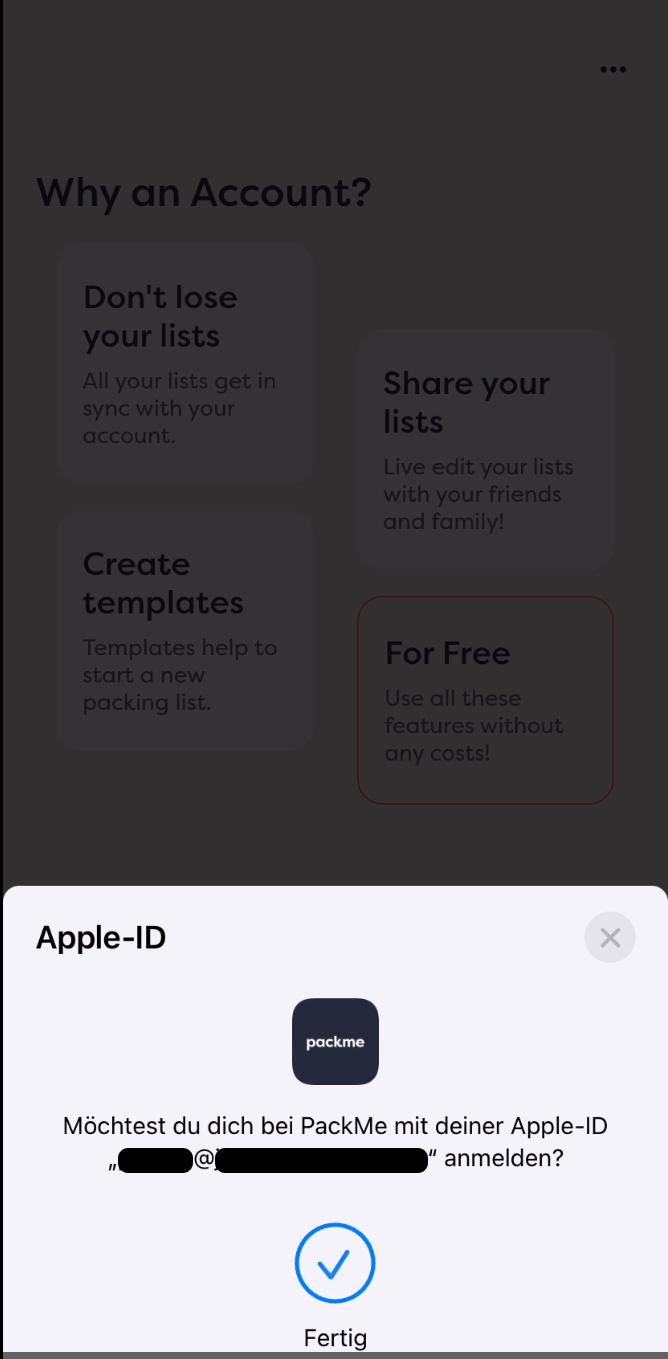 Why an Account?
Don't lose
your lists
All your lists get in
sync with your
account.
Share your
lists
Live edit your lists
with your friends
and family!
Create
templates
Templates help to
start a new
packing list.
For Free
Use all these
features without
any costs!
Apple-ID
packme
Möchtest du dich bei PackMe mit deiner Apple-ID
„@“ anmelden?
Fertig